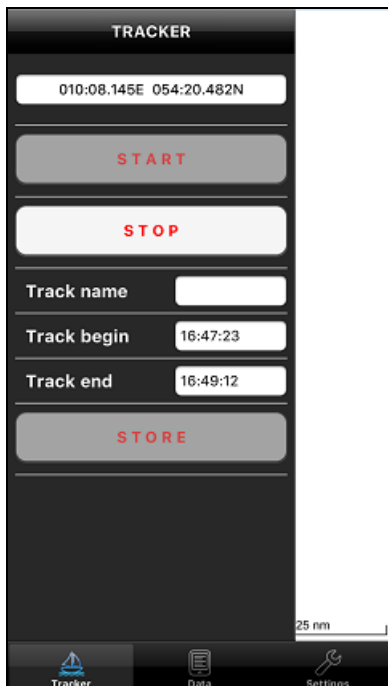 TRACKER
010:08.145E 054:20.482N
START
STOP
Track name
Track begin 16:47:23
Track end 16:49:12
STORE
25 nm
Tracker Data Settings